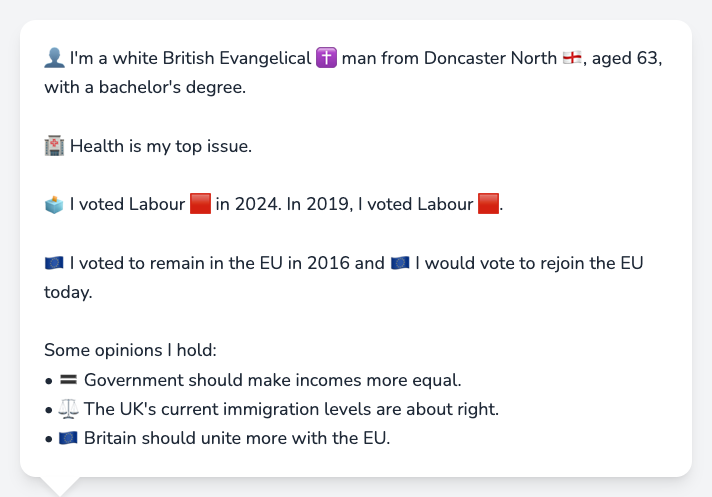 👤 I'm a white British Evangelical ✝️ man from Doncaster North 🏴󠁧󠁢󠁥󠁮󠁧󠁿, aged 63,
with a bachelor's degree.
🏥 Health is my top issue.
🗳️ I voted Labour 🟥 in 2024. In 2019, I voted Labour 🟥.
🇪🇺 I voted to remain in the EU in 2016 and 🇪🇺 I would vote to rejoin the EU
today.
Some opinions I hold:
• 🟰 Government should make incomes more equal.
• ⚖️ The UK's current immigration levels are about right.
• 🇪🇺 Britain should unite more with the EU.